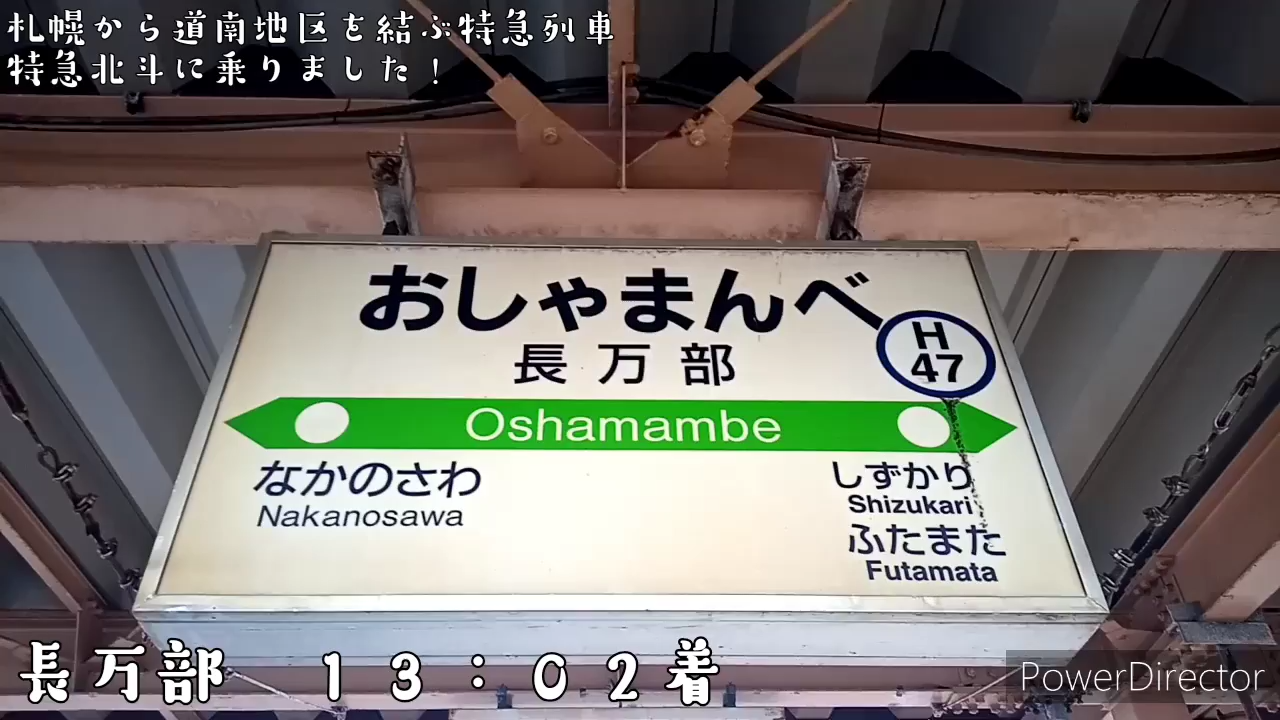 札幌から道南地区を結ぶ特急列車
特急北斗に乗りました！
おしゃまんべ
長万部
H
47
Oshamambe
なかのさわ
Nakanosawa
しずかり
Shizukari
ふたまた
Futamata
長万部　１３：０２着
PowerDirector